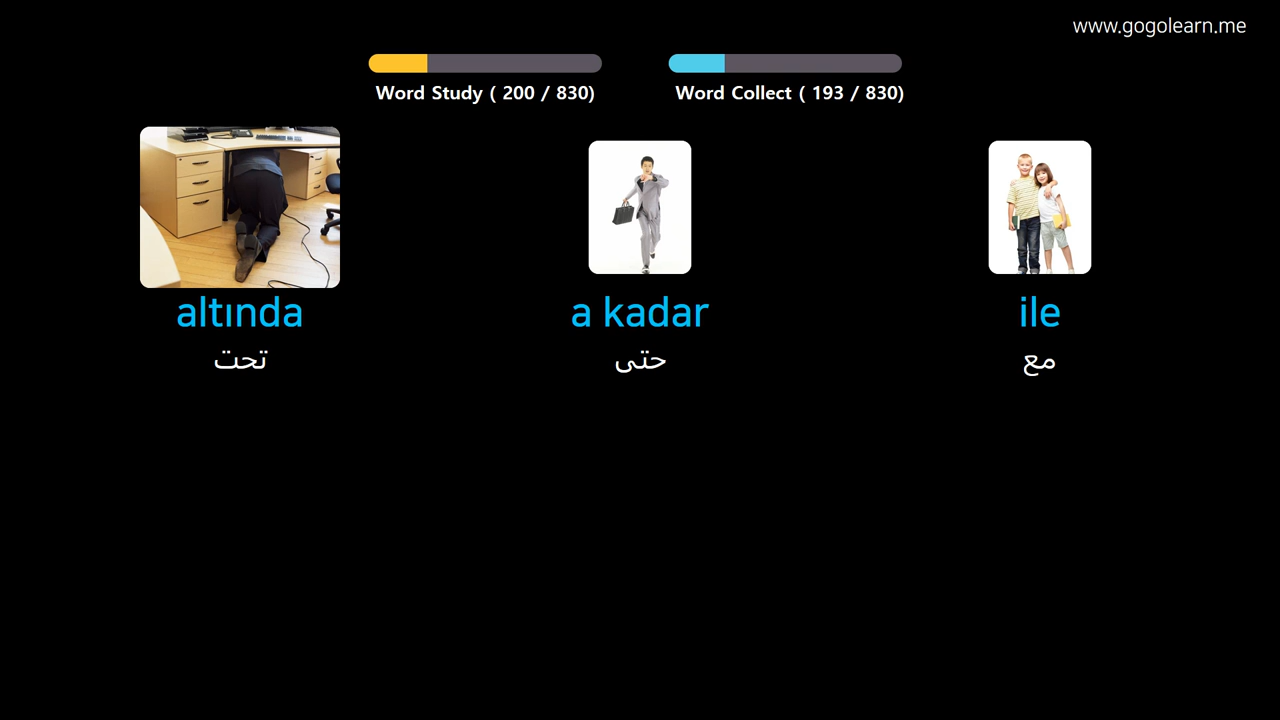 www.gogolearn.me
Word Study ( 200 / 830)
Word Collect ( 193 / 830)
altında
a kadar
ile
تحت
حتى
مع